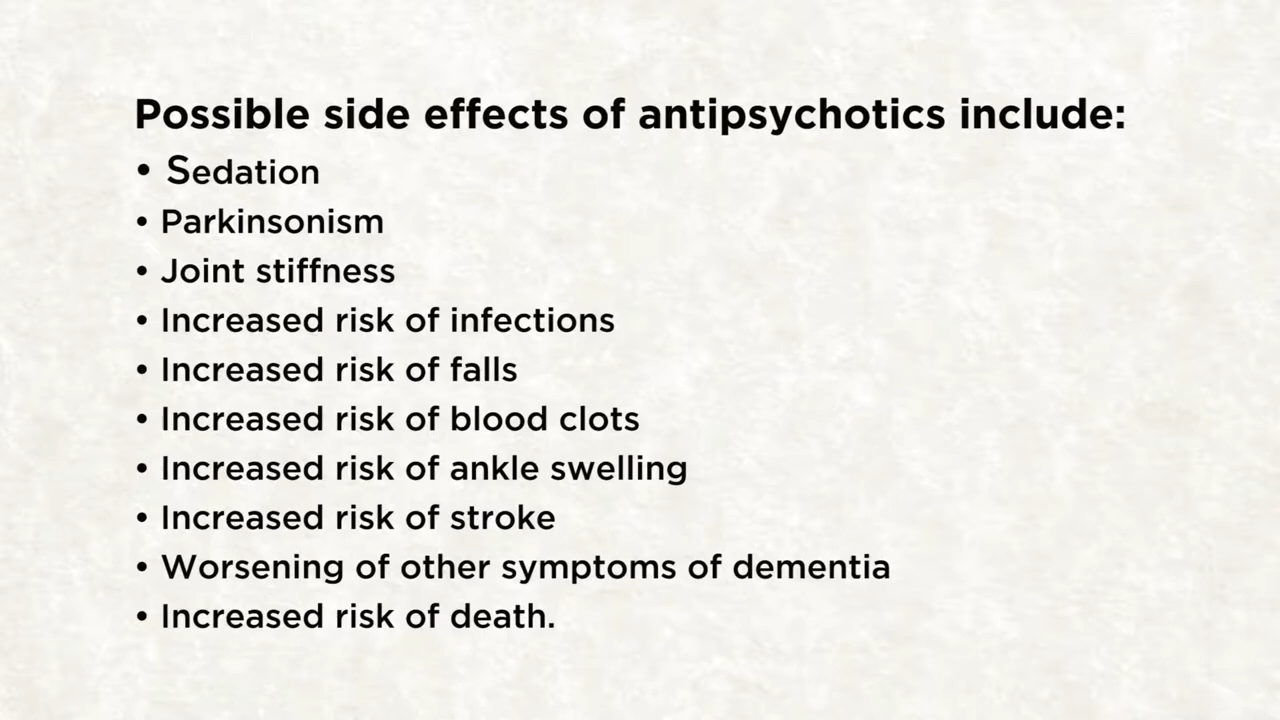 Possible side effects of antipsychotics include:
• Sedation
• Parkinsonism
• Joint stiffness
• Increased risk of infections
• Increased risk of falls
• Increased risk of blood clots
• Increased risk of ankle swelling
• Increased risk of stroke
• Worsening of other symptoms of dementia
• Increased risk of death.